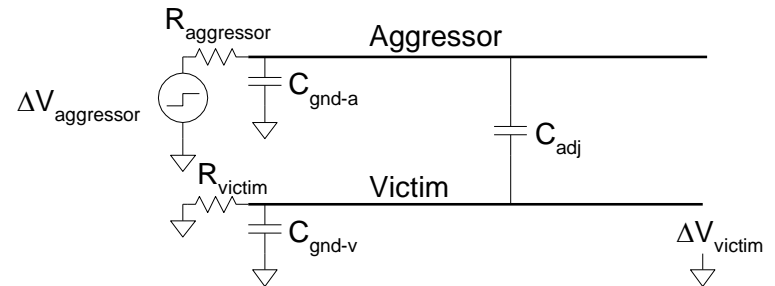 R_aggressor
Aggressor
C_gnd-a
ΔV_aggressor
C_adj
R_victim
Victim
C_gnd-v
ΔV_victim